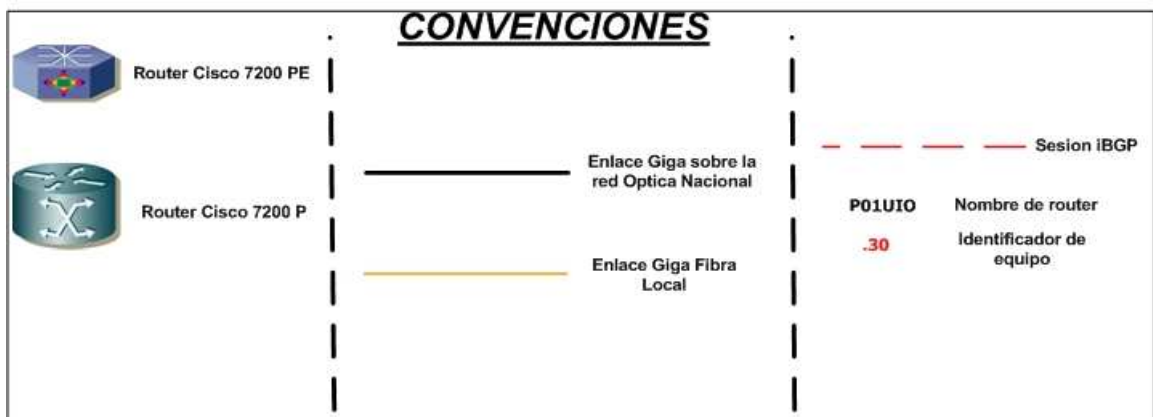 CONVENCIONES
Router Cisco 7200 PE
Router Cisco 7200 P
Enlace Giga sobre la
red Optica Nacional
Enlace Giga Fibra
Local
Sesion iBGP
P01UIO Nombre de router
.30 Identificador de
equipo